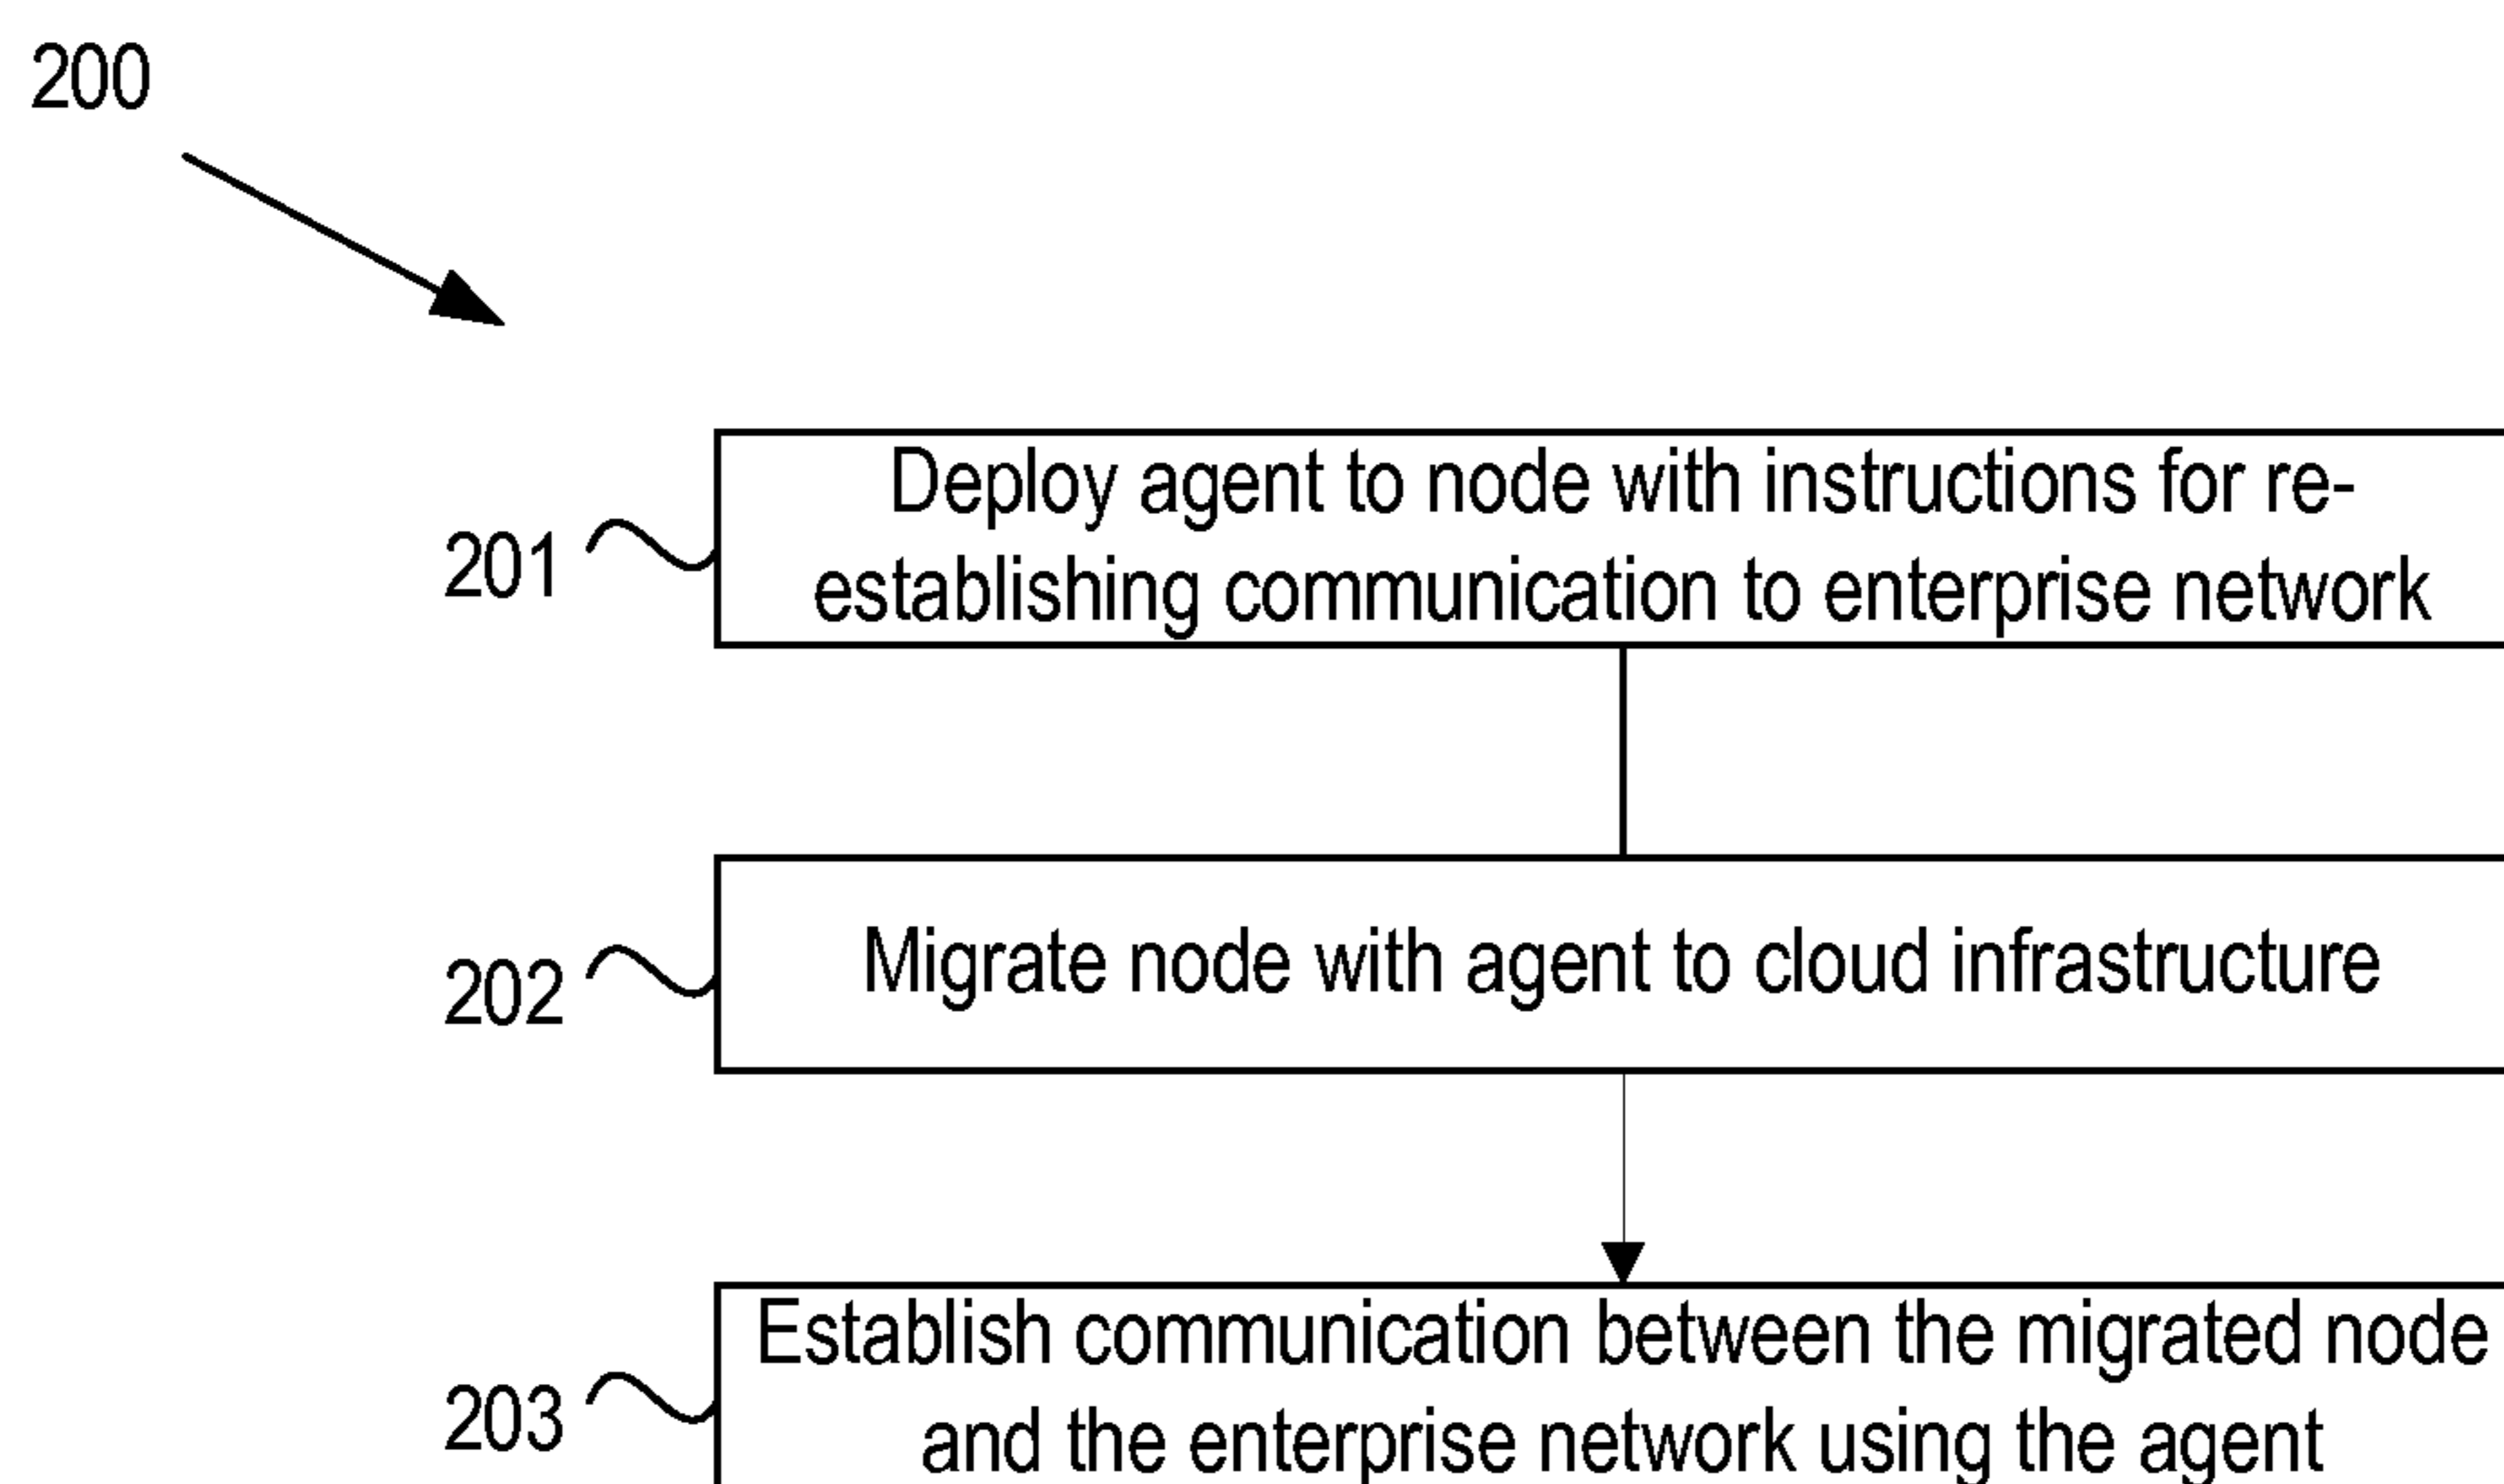 200
201
Deploy agent to node with instructions for re-
establishing communication to enterprise network
202
Migrate node with agent to cloud infrastructure
203
Establish communication between the migrated node
and the enterprise network using the agent